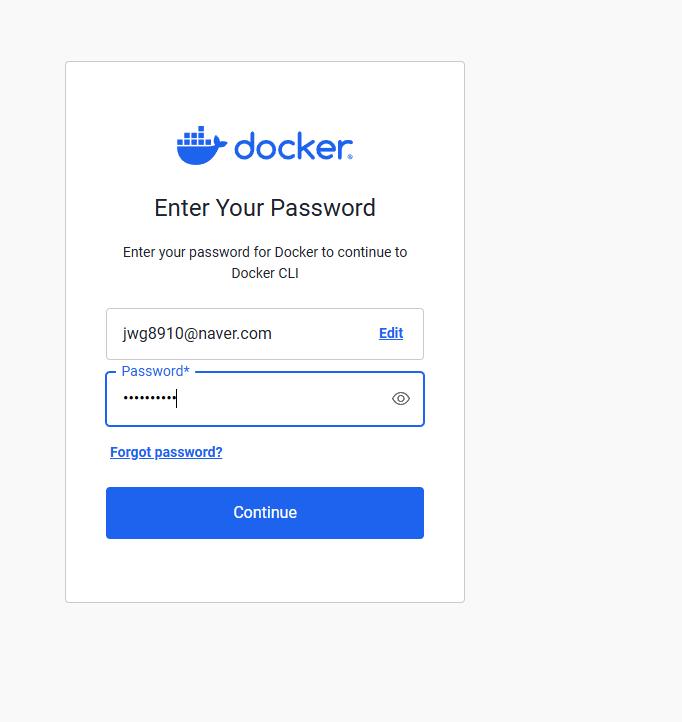 docker®
Enter Your Password
Enter your password for Docker to continue to
Docker CLI
jwg8910@naver.com
Edit
Password*
••••••••••
Forgot password?
Continue